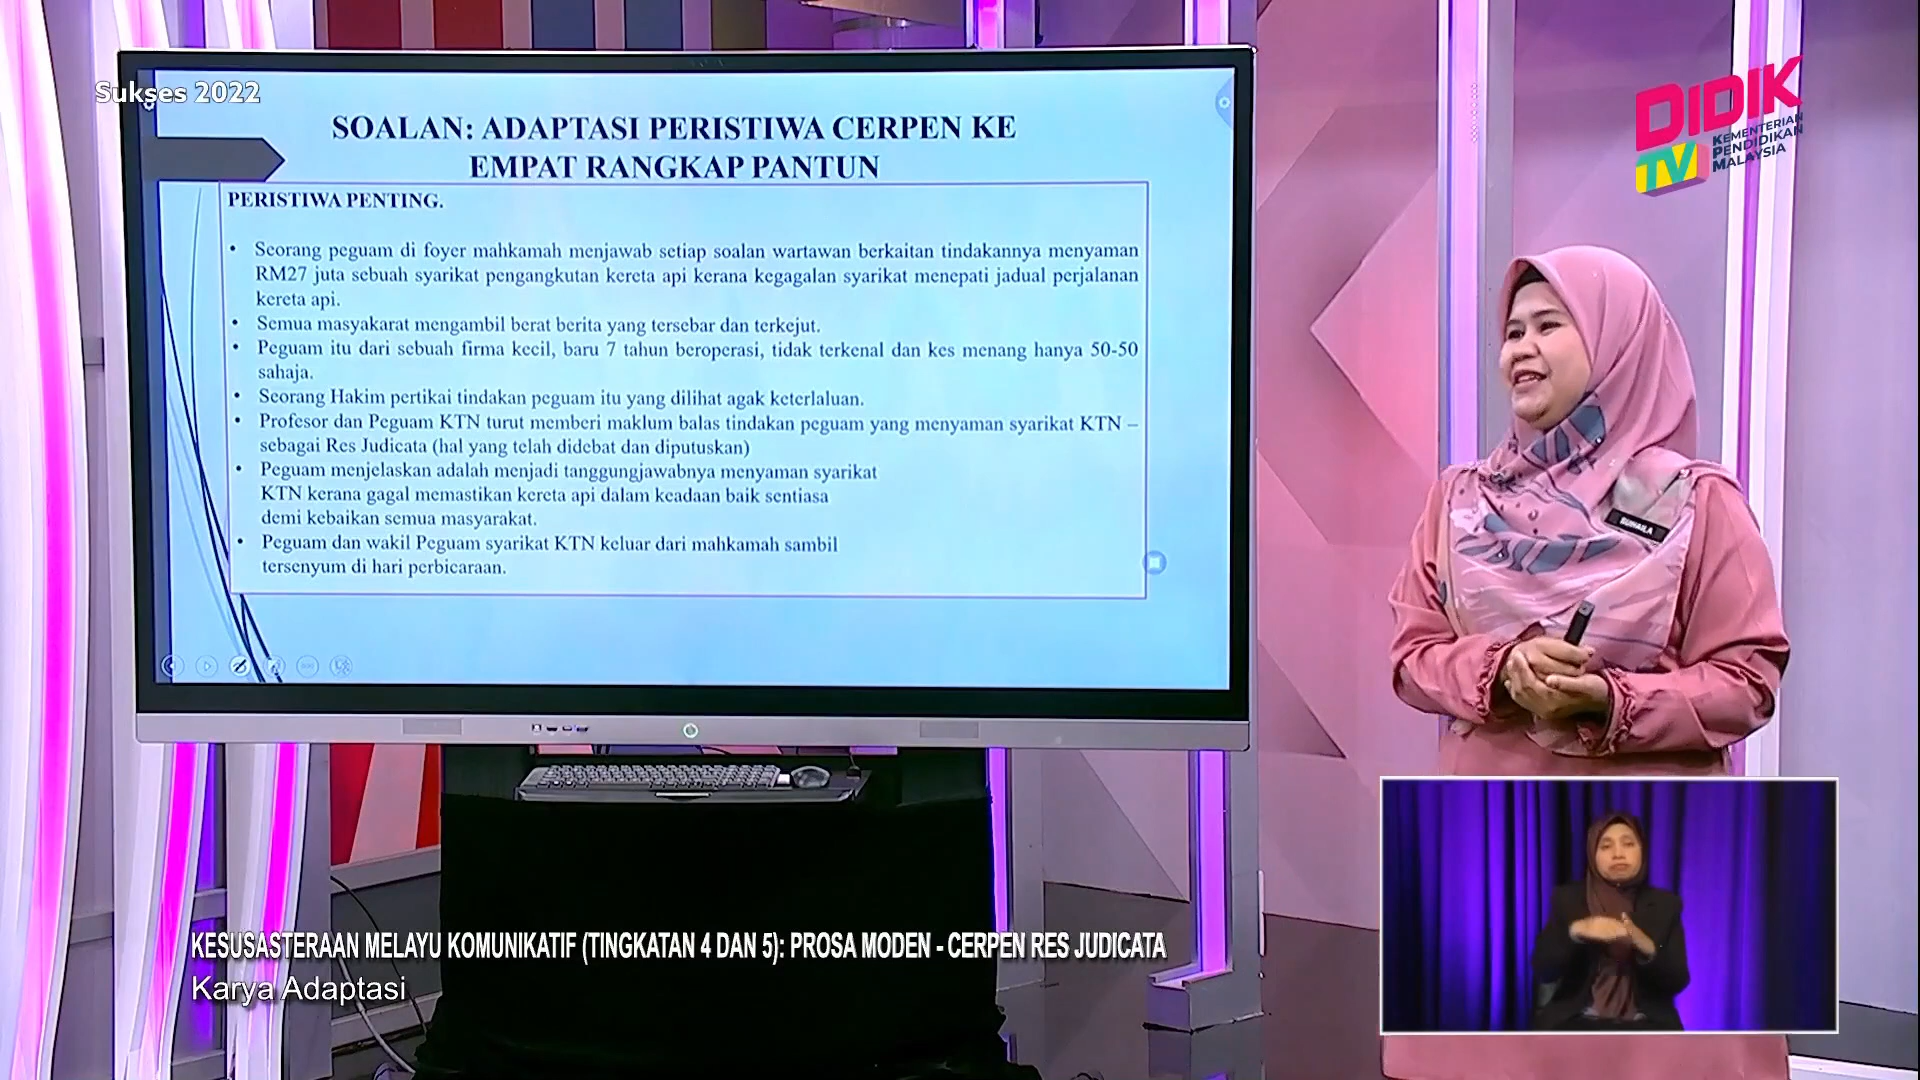 Sukses 2022
SOALAN: ADAPTASI PERISTIWA CERPEN KE
EMPAT RANGKAP PANTUN
PERISTIWA PENTING.
• Seorang peguam di foyer mahkamah menjawab setiap soalan wartawan berkaitan tindakannya menyaman
RM27 juta sebuah syarikat pengangkutan kereta api kerana kegagalan syarikat menepati jadual perjalanan
kereta api.
• Semua masyakarat mengambil berat berita yang tersebar dan terkejut.
• Peguam itu dari sebuah firma kecil, baru 7 tahun beroperasi, tidak terkenal dan kes menang hanya 50-50
sahaja.
• Seorang Hakim pertikai tindakan peguam itu yang dilihat agak keterlaluan.
• Profesor dan Peguam KTN turut memberi maklum balas tindakan peguam yang menyaman syarikat KTN –
sebagai Res Judicata (hal yang telah didebat dan diputuskan)
• Peguam menjelaskan adalah menjadi tanggungjawabnya menyaman syarikat
KTN kerana gagal memastikan kereta api dalam keadaan baik sentiasa
demi kebaikan semua masyarakat.
• Peguam dan wakil Peguam syarikat KTN keluar dari mahkamah sambil
tersenyum di hari perbicaraan.
DIDIK
TV
KEMENTERIAN
PENDIDIKAN
MALAYSIA
SUHAILA
KESUSASTERAAN MELAYU KOMUNIKATIF (TINGKATAN 4 DAN 5): PROSA MODEN - CERPEN RES JUDICATA
Karya Adaptasi